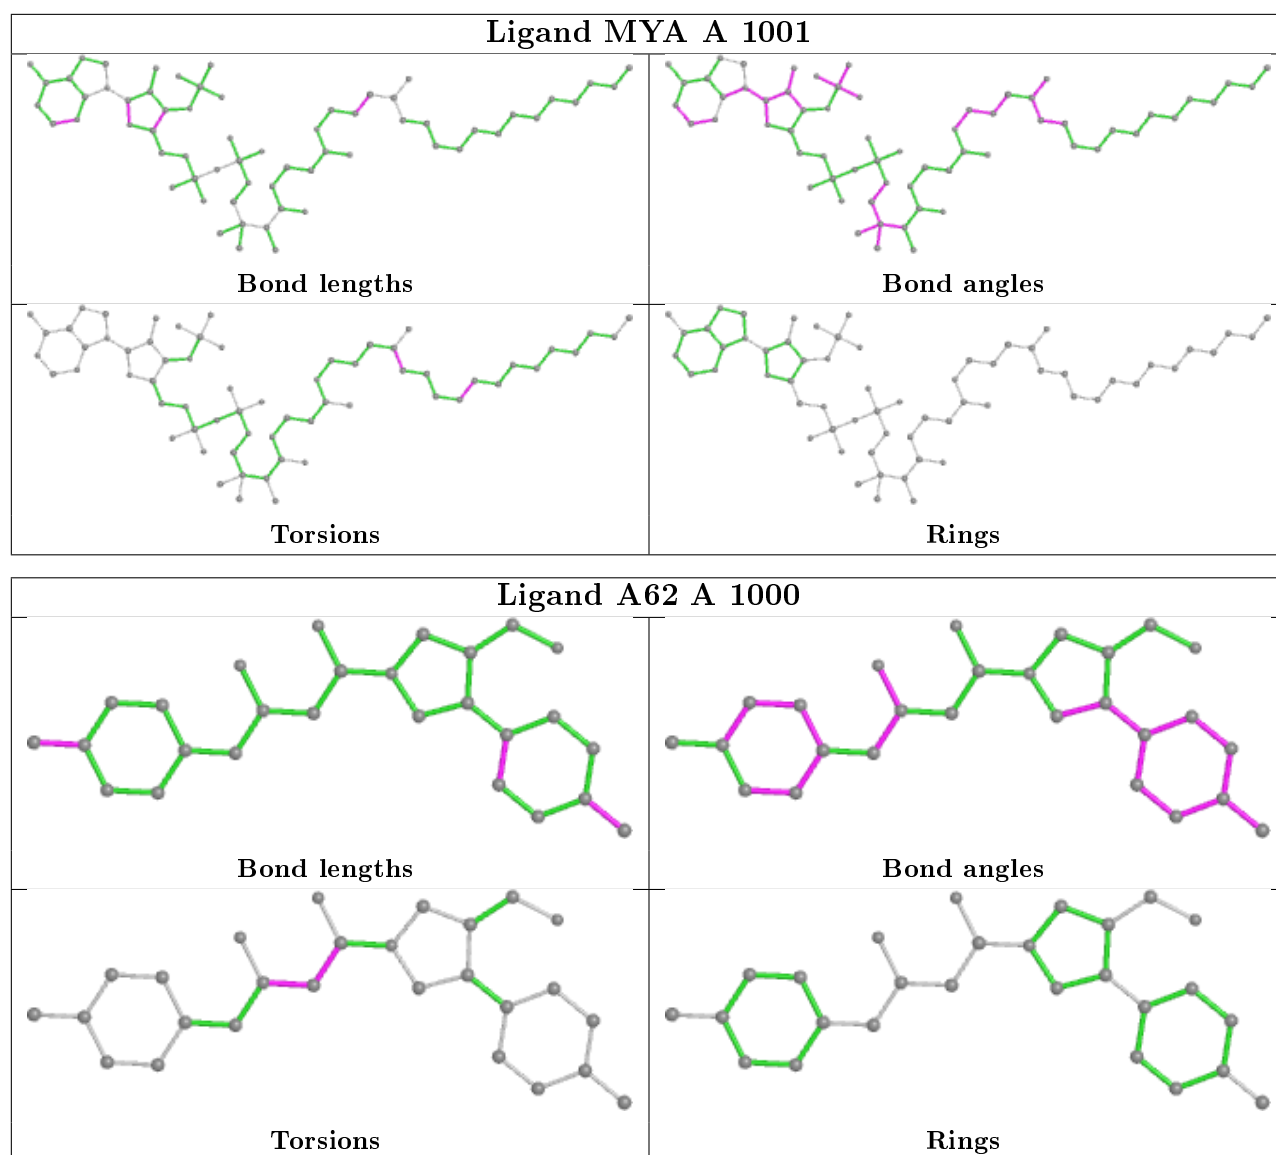 Ligand MYA A 1001
Bond lengths
Bond angles
Torsions
Rings
Ligand A62 A 1000
Bond lengths
Bond angles
Torsions
Rings